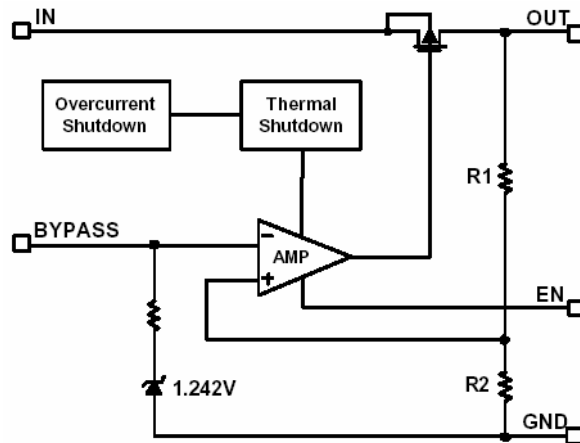 IN
OUT
Overcurrent
Shutdown
Thermal
Shutdown
R1
BYPASS
−
AMP
+
EN
1.242V
R2
GND